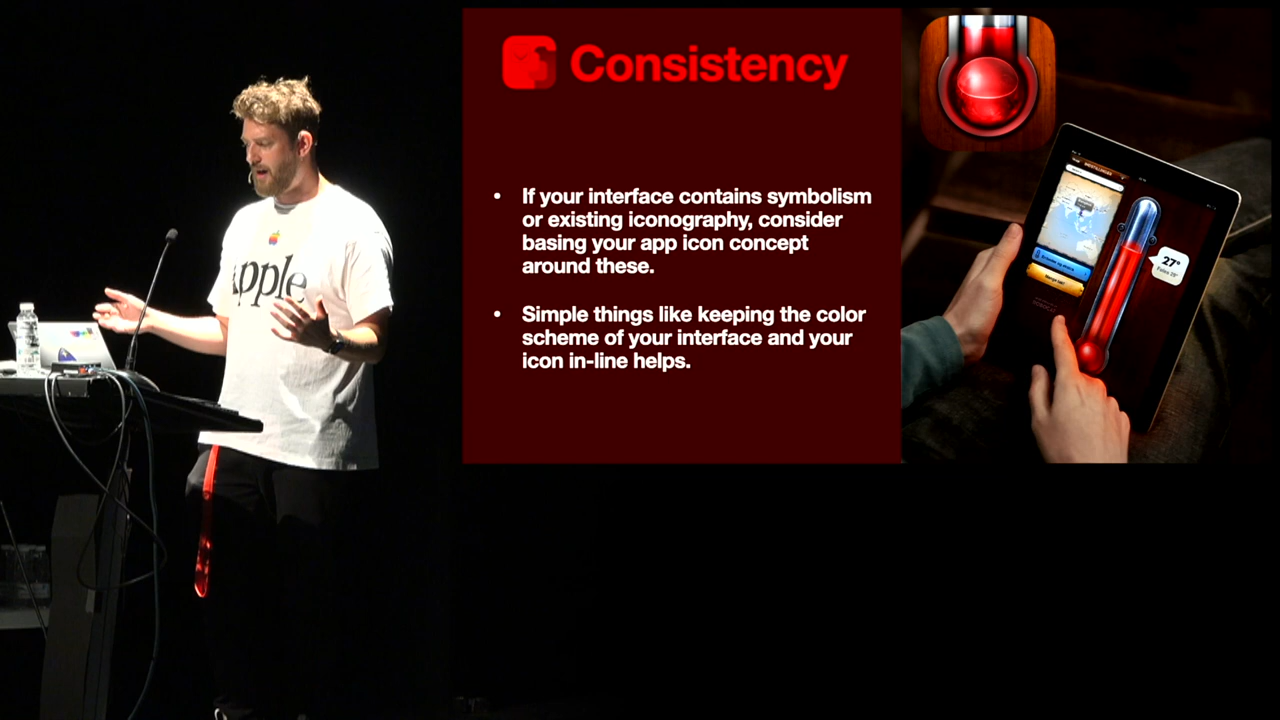 Consistency
• If your interface contains symbolism
or existing iconography, consider
basing your app icon concept
around these.
• Simple things like keeping the color
scheme of your interface and your
icon in-line helps.
apple
27°